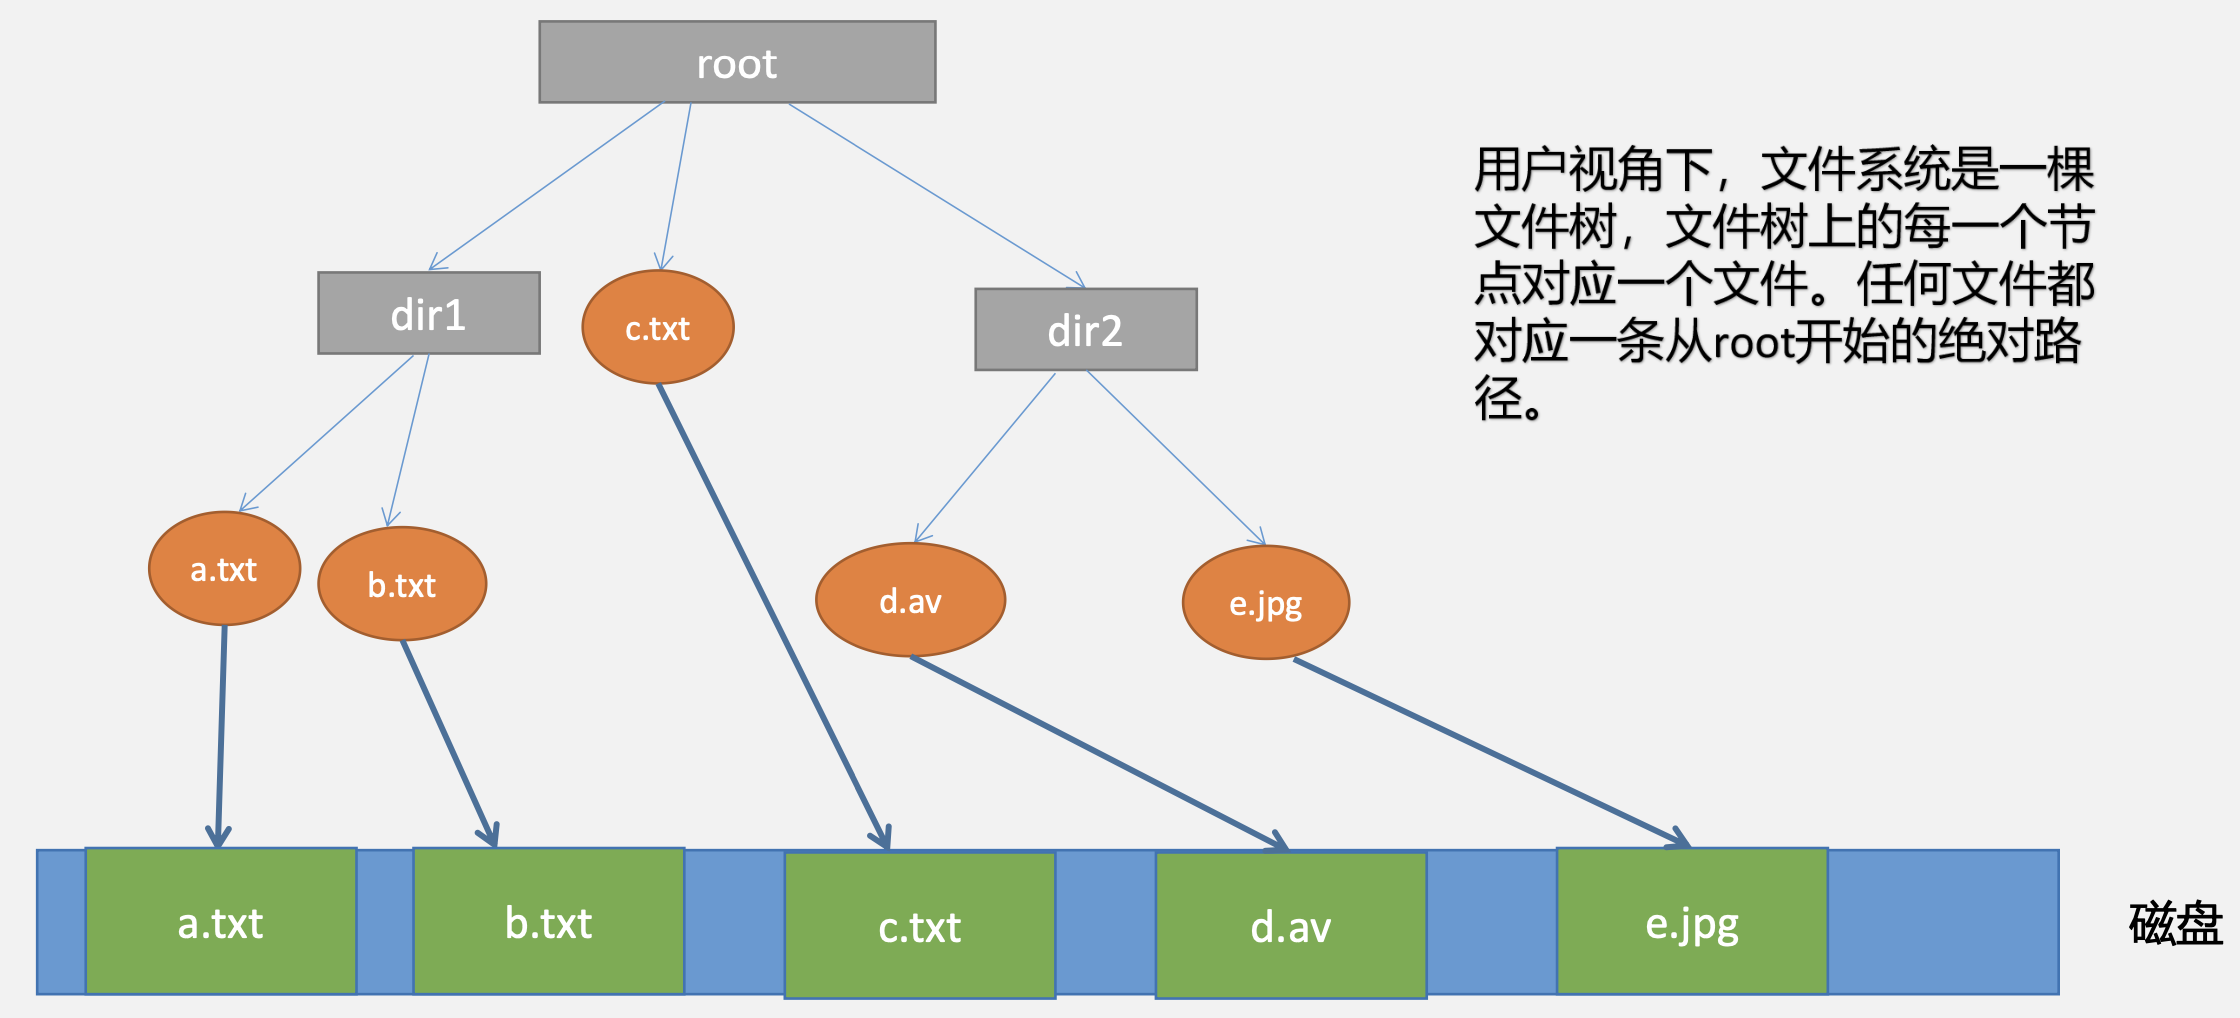 root
用户视角下，文件系统是一棵
文件树，文件树上的每一个节
点对应一个文件。任何文件都
对应一条从root开始的绝对路
径。
dir1
c.txt
dir2
a.txt
b.txt
d.av
e.jpg
a.txt
b.txt
c.txt
d.av
e.jpg
磁盘